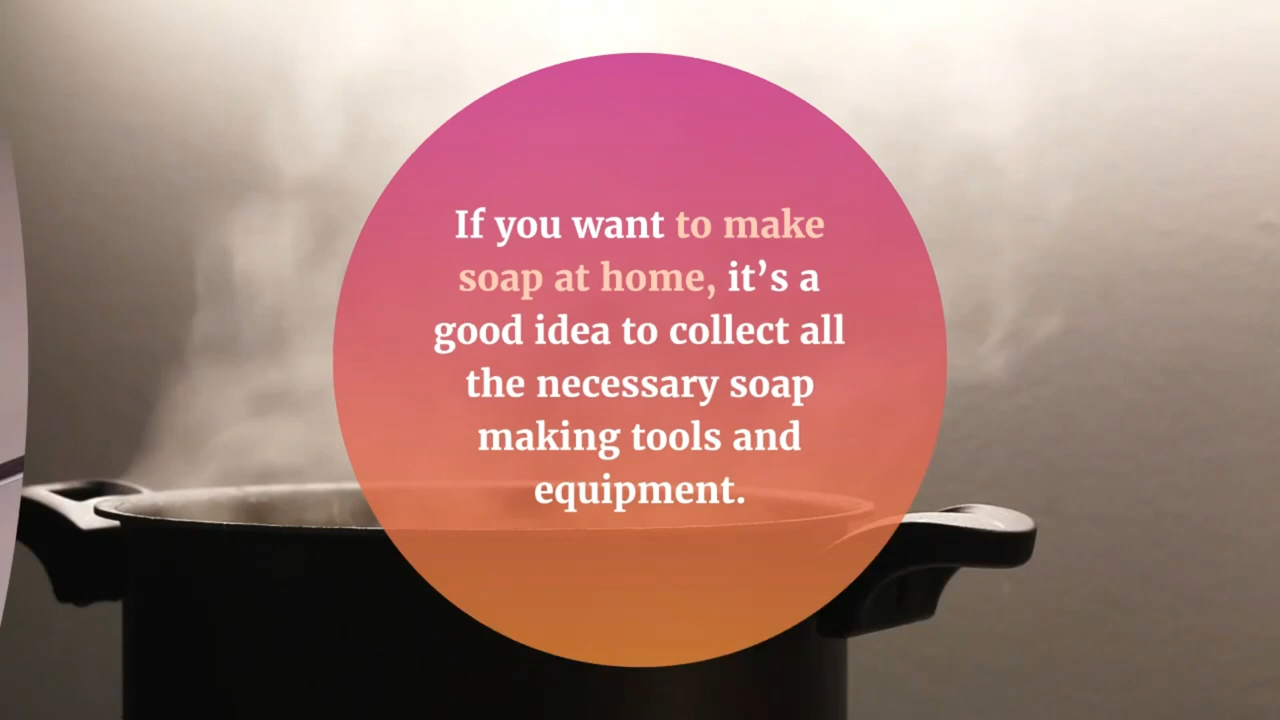 If you want to make
soap at home, it’s a
good idea to collect all
the necessary soap
making tools and
equipment.